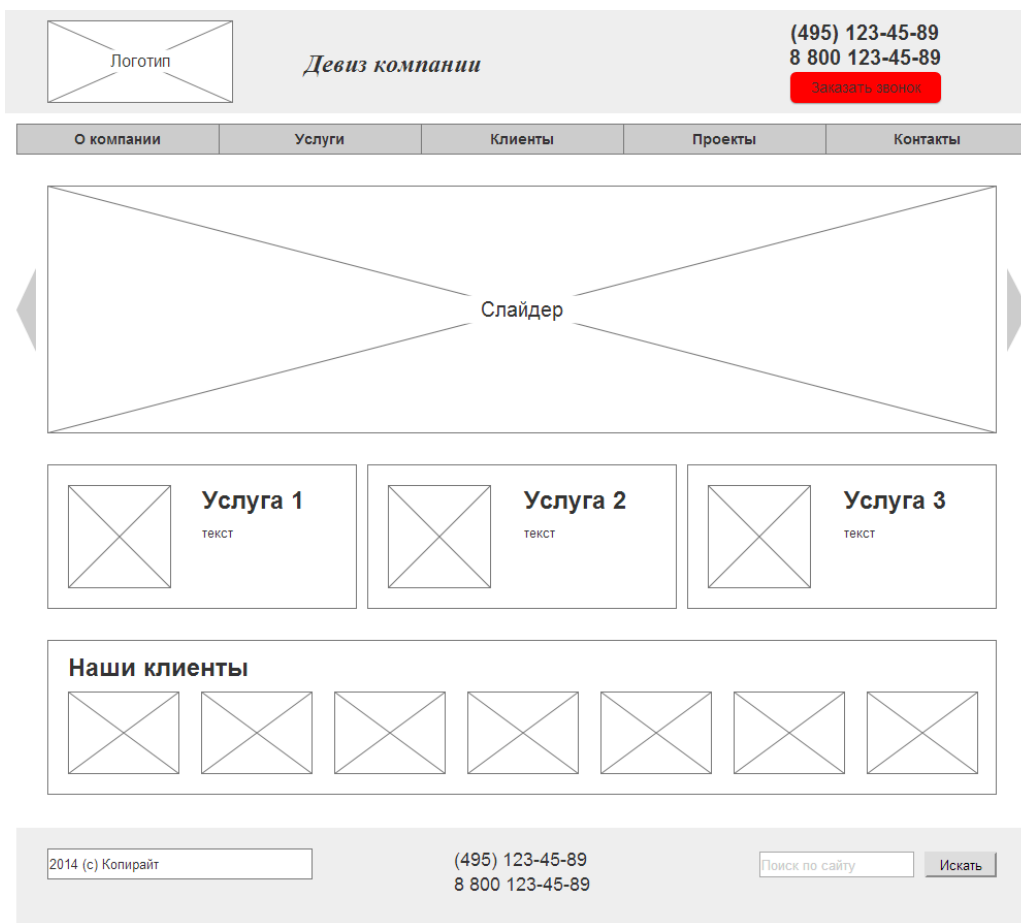 Логотип
Девиз компании
(495) 123-45-89
8 800 123-45-89
Заказать звонок
О компании
Услуги
Клиенты
Проекты
Контакты
Слайдер
Услуга 1
текст
Услуга 2
текст
Услуга 3
текст
Наши клиенты
2014 (с) Копирайт
(495) 123-45-89
8 800 123-45-89
Поиск по сайту
Искать